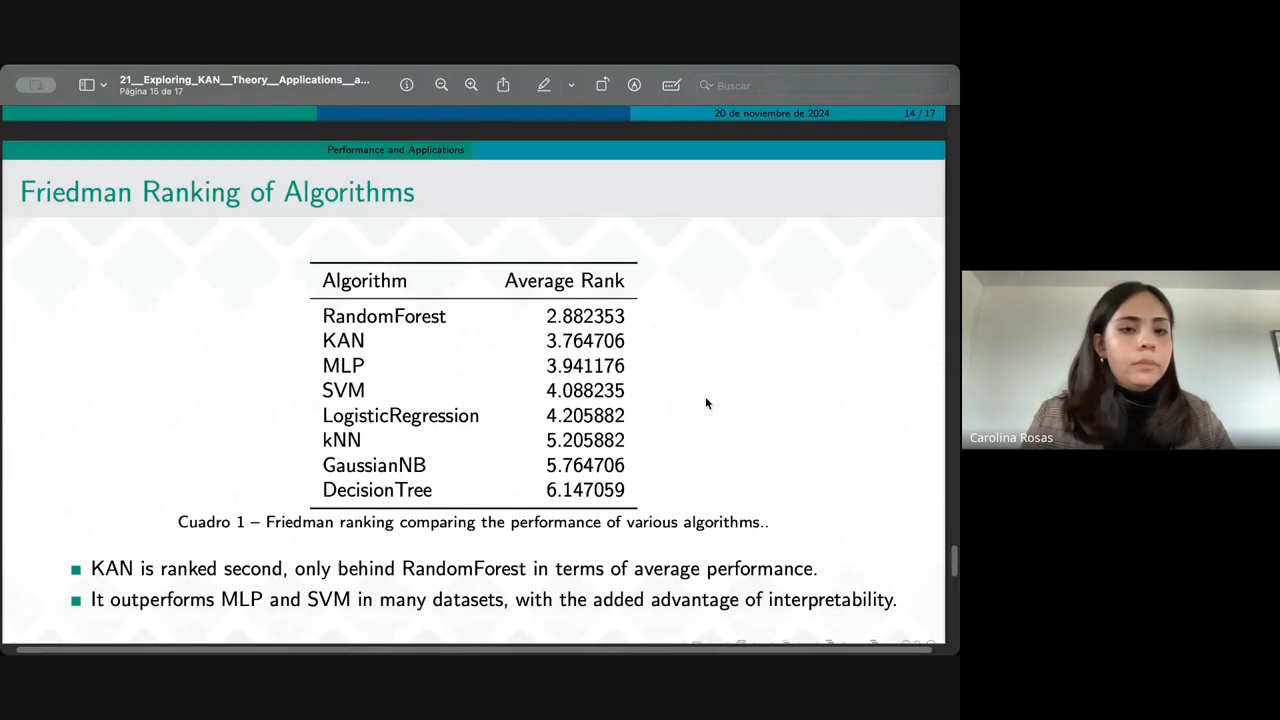 21__Exploring_KAN__Theory__Applications__a...
Página 15 de 17
Buscar
20 de noviembre de 2024 14 / 17
Performance and Applications
Friedman Ranking of Algorithms
Algorithm Average Rank
RandomForest 2.882353
KAN 3.764706
MLP 3.941176
SVM 4.088235
LogisticRegression 4.205882
kNN 5.205882
GaussianNB 5.764706
DecisionTree 6.147059
Cuadro 1 – Friedman ranking comparing the performance of various algorithms..
KAN is ranked second, only behind RandomForest in terms of average performance.
It outperforms MLP and SVM in many datasets, with the added advantage of interpretability.
Carolina Rosas